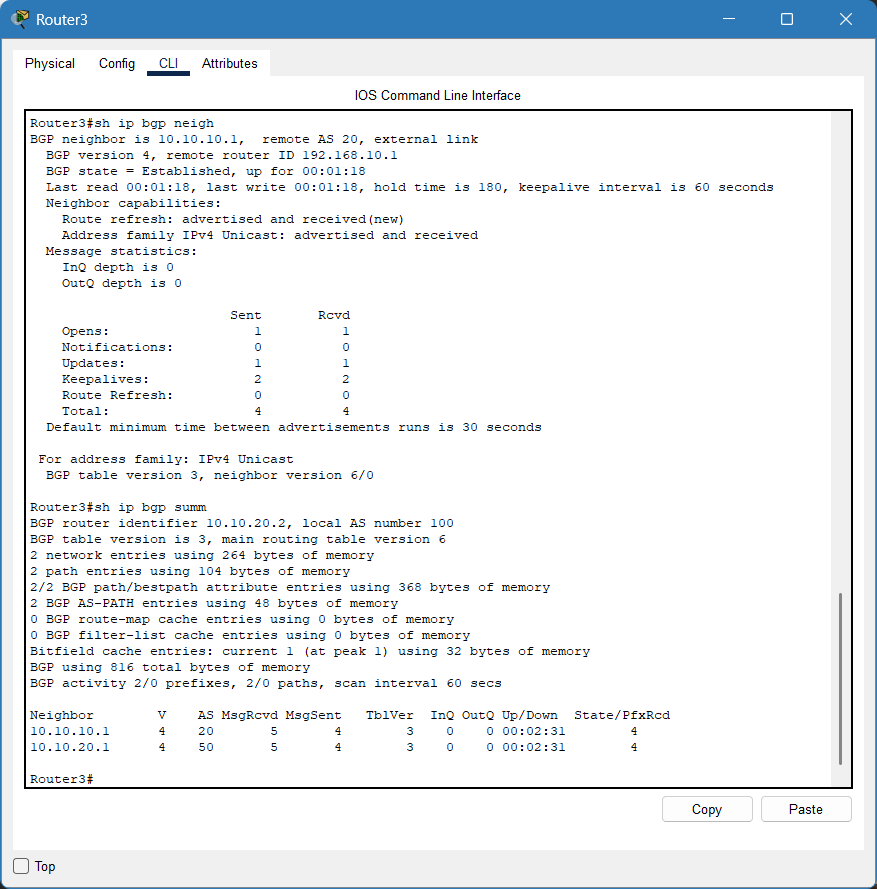 Router3
Physical Config CLI Attributes
IOS Command Line Interface
Router3#sh ip bgp neigh
BGP neighbor is 10.10.10.1,  remote AS 20, external link
  BGP version 4, remote router ID 192.168.10.1
  BGP state = Established, up for 00:01:18
  Last read 00:01:18, last write 00:01:18, hold time is 180, keepalive interval is 60 seconds
  Neighbor capabilities:
    Route refresh: advertised and received(new)
    Address family IPv4 Unicast: advertised and received
  Message statistics:
    InQ depth is 0
    OutQ depth is 0
                         Sent       Rcvd
    Opens:                  1          1
    Notifications:          0          0
    Updates:                1          1
    Keepalives:             2          2
    Route Refresh:          0          0
    Total:                  4          4
  Default minimum time between advertisements runs is 30 seconds
 For address family: IPv4 Unicast
  BGP table version 3, neighbor version 6/0
Router3#sh ip bgp summ
BGP router identifier 10.10.20.2, local AS number 100
BGP table version is 3, main routing table version 6
2 network entries using 264 bytes of memory
2 path entries using 104 bytes of memory
2/2 BGP path/bestpath attribute entries using 368 bytes of memory
2 BGP AS-PATH entries using 48 bytes of memory
0 BGP route-map cache entries using 0 bytes of memory
0 BGP filter-list cache entries using 0 bytes of memory
Bitfield cache entries: current 1 (at peak 1) using 32 bytes of memory
BGP using 816 total bytes of memory
BGP activity 2/0 prefixes, 2/0 paths, scan interval 60 secs
Neighbor        V    AS MsgRcvd MsgSent   TblVer  InQ OutQ Up/Down  State/PfxRcd
10.10.10.1      4    20       5       4        3    0    0 00:02:31        4
10.10.20.1      4    50       5       4        3    0    0 00:02:31        4
Router3#
Copy Paste
Top